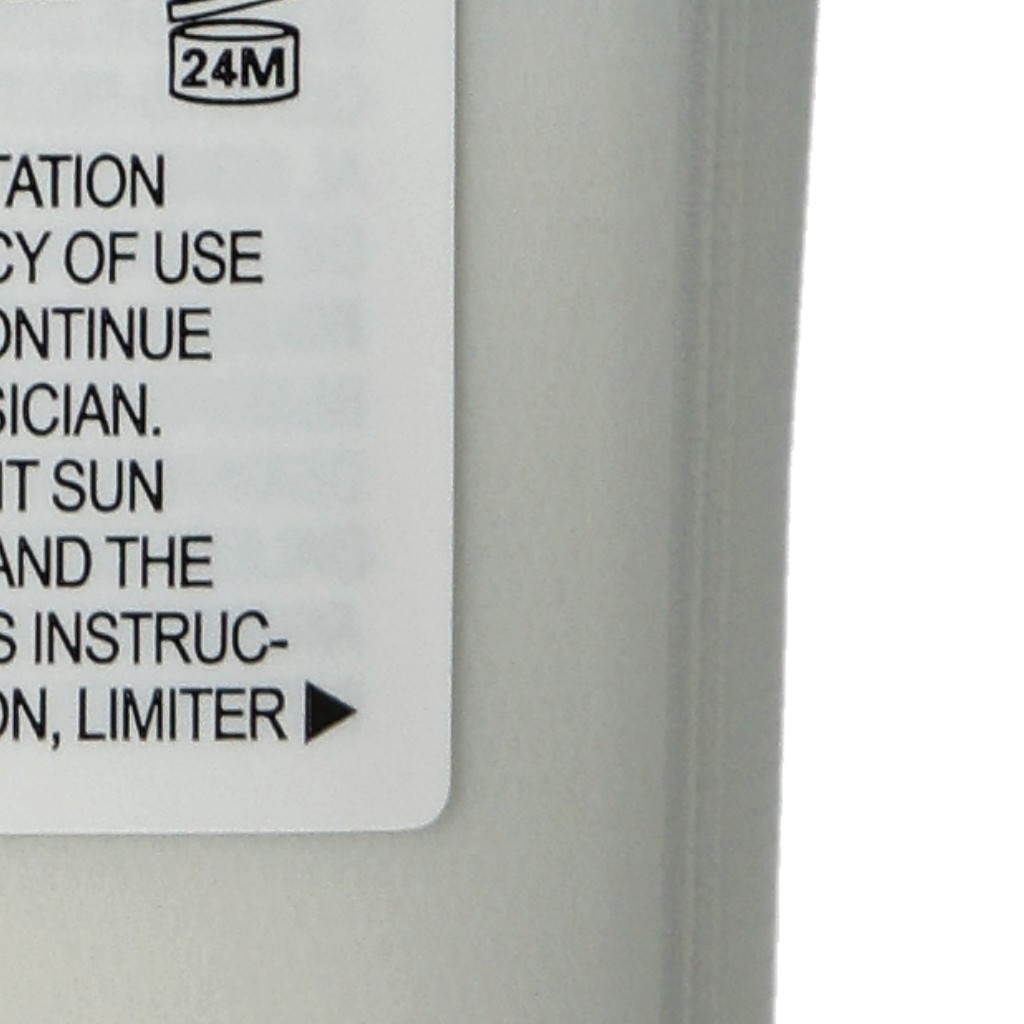 24M
TATION
CY OF USE
ONTINUE
SICIAN.
IT SUN
AND THE
S INSTRUC-
ON, LIMITER ▶